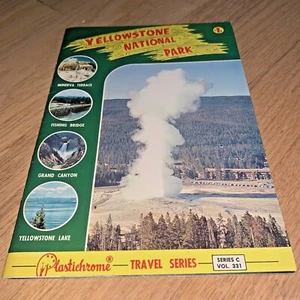 YELLOWSTONE
NATIONAL
PARK
MINERVA TERRACE
FISHING BRIDGE
GRAND CANYON
YELLOWSTONE LAKE
Plastichrome®
TRAVEL SERIES
SERIES C
VOL. 321